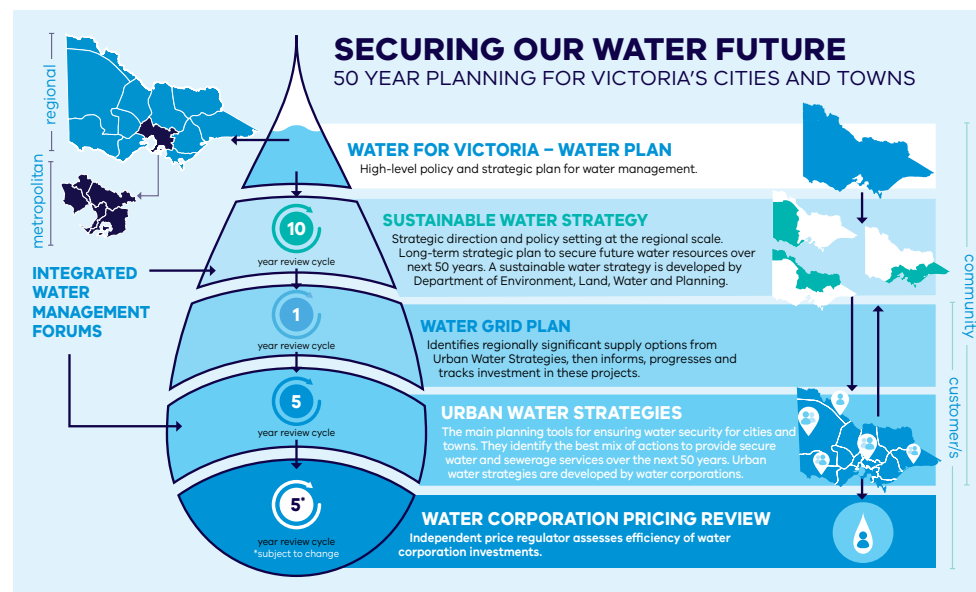 SECURING OUR WATER FUTURE
50 YEAR PLANNING FOR VICTORIA'S CITIES AND TOWNS
regional
metropolitan
WATER FOR VICTORIA – WATER PLAN
High-level policy and strategic plan for water management.
10
year review cycle
SUSTAINABLE WATER STRATEGY
Strategic direction and policy setting at the regional scale.
Long-term strategic plan to secure future water resources over
next 50 years. A sustainable water strategy is developed by
Department of Environment, Land, Water and Planning.
INTEGRATED
WATER
MANAGEMENT
FORUMS
1
year review cycle
WATER GRID PLAN
Identifies regionally significant supply options from
Urban Water Strategies, then informs, progresses and
tracks investment in these projects.
5
year review cycle
URBAN WATER STRATEGIES
The main planning tools for ensuring water security for cities and
towns. They identify the best mix of actions to provide secure
water and sewerage services over the next 50 years. Urban
water strategies are developed by water corporations.
5*
year review cycle
*subject to change
WATER CORPORATION PRICING REVIEW
Independent price regulator assesses efficiency of water
corporation investments.
community
customer/s